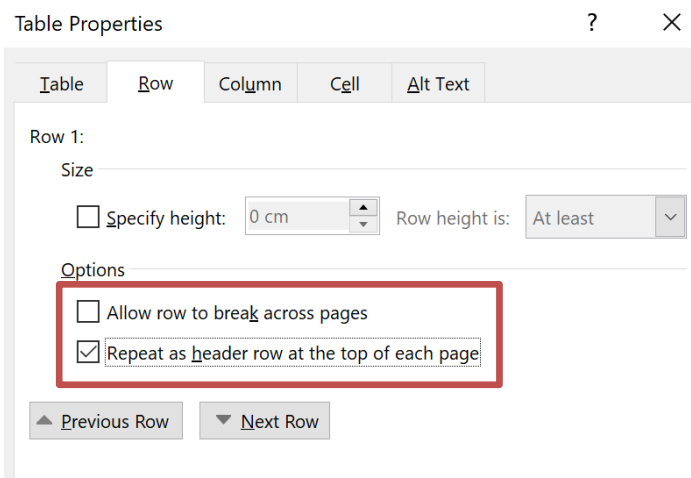 Table Properties ? ×
Table Row Column Cell Alt Text
Row 1:
Size
Specify height: 0 cm Row height is: At least
Options
Allow row to break across pages
Repeat as header row at the top of each page
Previous Row Next Row